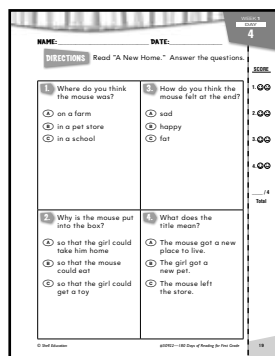 WEEK 1
DAY
4
NAME: DATE:
DIRECTIONS Read "A New Home." Answer the questions.
SCORE
1. Where do you think
the mouse was?
A on a farm
B in a pet store
C in a school
2. Why is the mouse put
into the box?
A so that the girl could
take him home
B so that the mouse
could eat
C so that the girl could
get a toy
3. How do you think the
mouse felt at the end?
A sad
B happy
C fat
4. What does the
title mean?
A The mouse got a new
place to live.
B The girl got a
new pet.
C The mouse left
the store.
1.
2.
3.
4.
/ 4
Total
© Shell Education
#50922—180 Days of Reading for First Grade